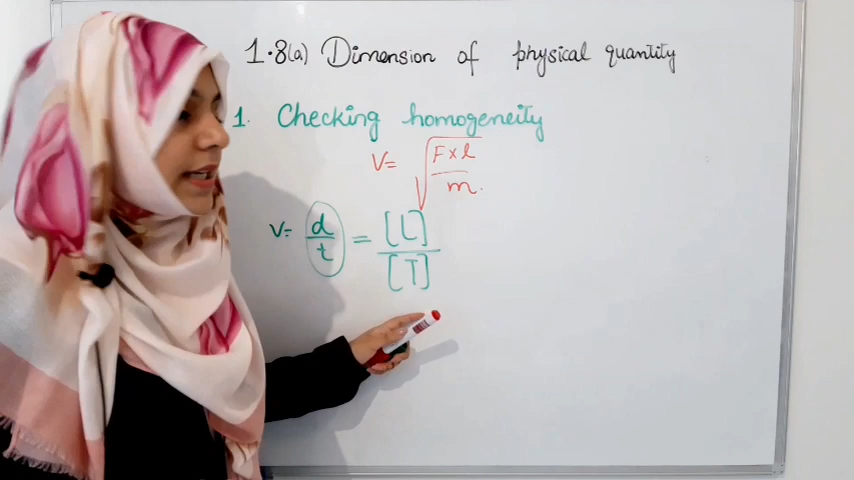 1.8(a) Dimension of physical quantity
1. Checking homogeneity
V= √(F×l/m).
V= d/t = [L]/[T]